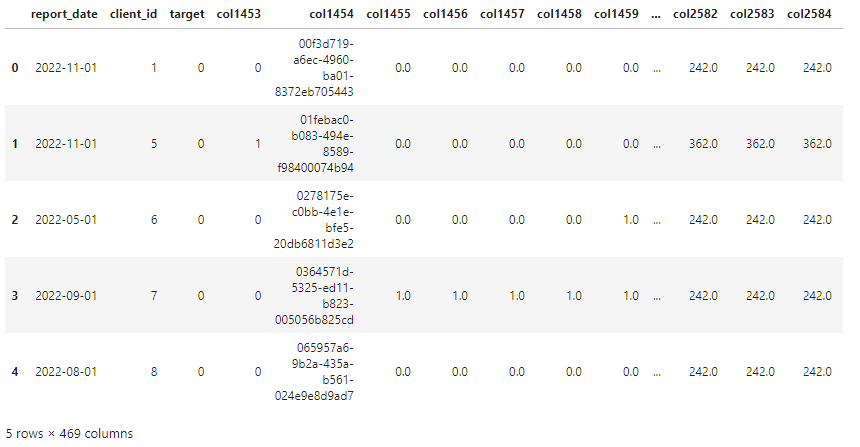 report_date client_id target col1453 col1454 col1455 col1456 col1457 col1458 col1459 ... col2582 col2583 col2584
00f3d719-
a6ec-4960-
0 2022-11-01 1 0 0 0.0 0.0 0.0 0.0 0.0 ... 242.0 242.0 242.0
ba01-
8372eb705443
01febac0-
b083-494e-
1 2022-11-01 5 0 1 0.0 0.0 0.0 0.0 0.0 ... 362.0 362.0 362.0
8589-
f98400074b94
0278175e-
c0bb-4e1e-
2 2022-05-01 6 0 0 0.0 0.0 0.0 0.0 1.0 ... 242.0 242.0 242.0
bfe5-
20db6811d3e2
0364571d-
5325-ed11-
3 2022-09-01 7 0 0 1.0 1.0 1.0 1.0 1.0 ... 242.0 242.0 242.0
b823-
005056b825cd
065957a6-
9b2a-435a-
4 2022-08-01 8 0 0 0.0 0.0 0.0 0.0 0.0 ... 242.0 242.0 242.0
b561-
024e9e8d9ad7
5 rows × 469 columns